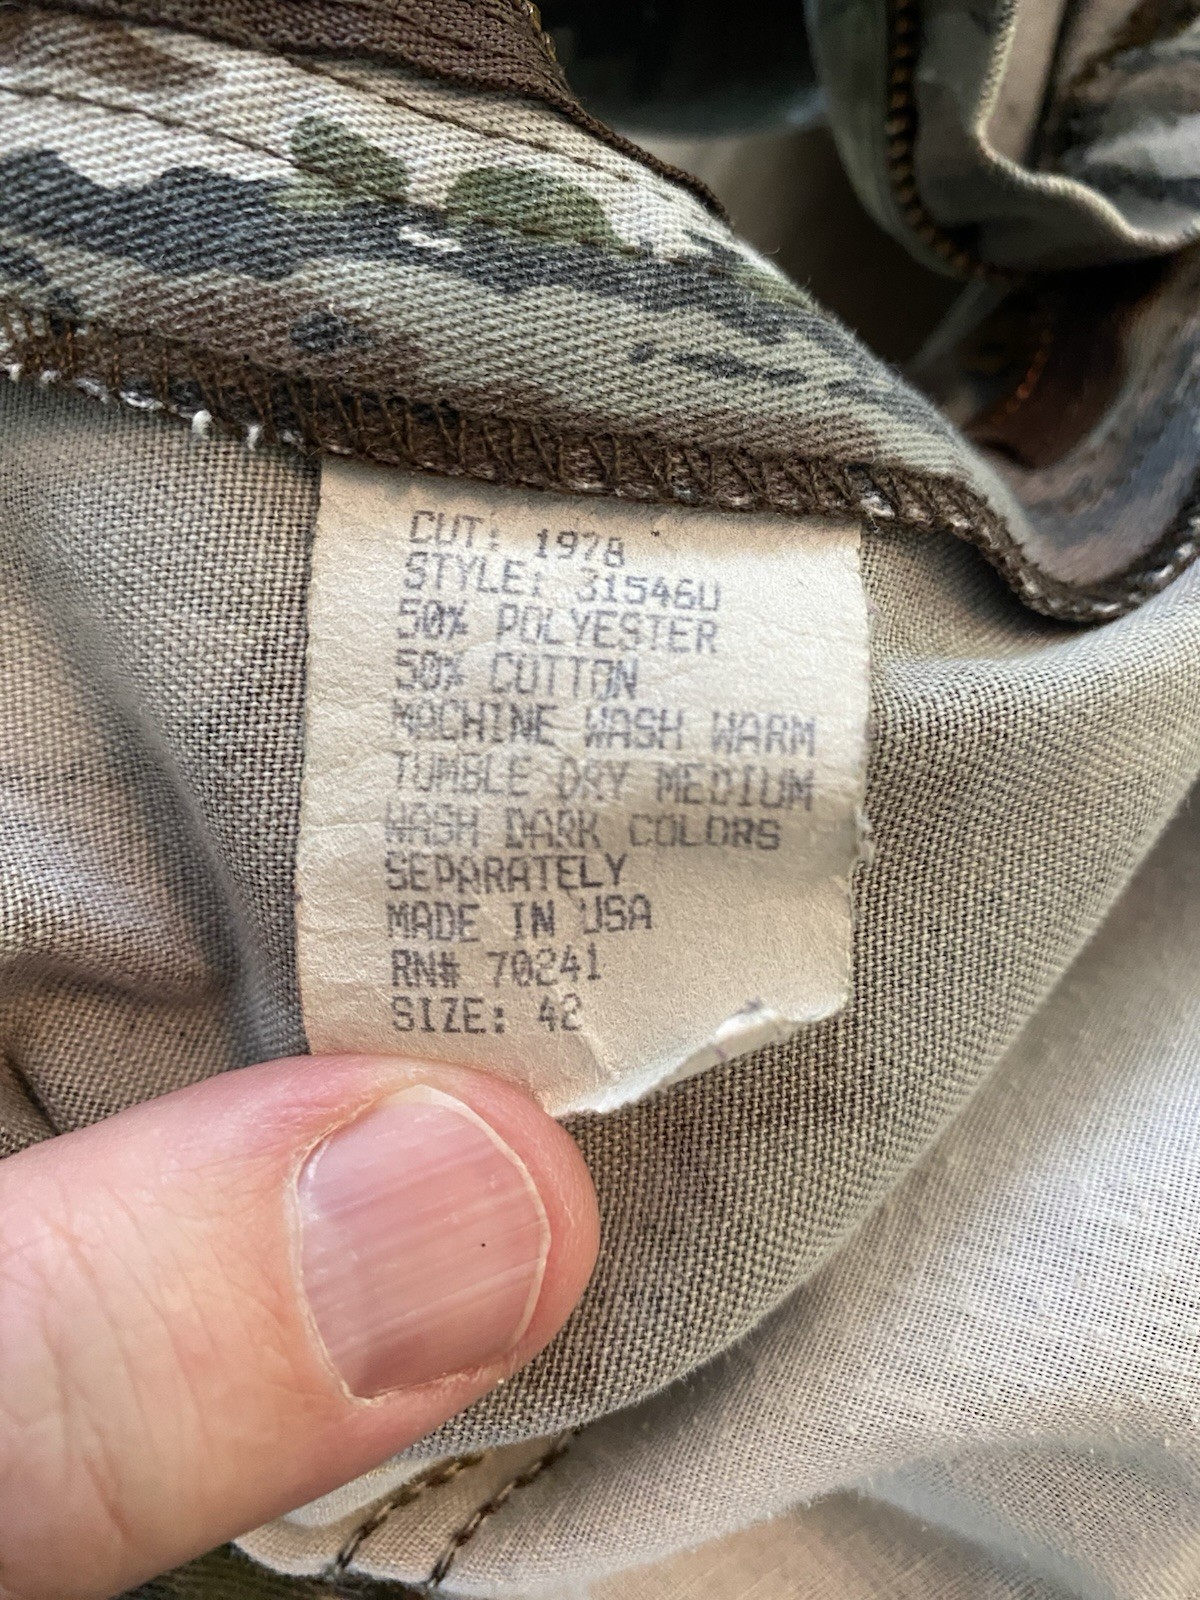 CUT: 1978
STYLE: 31546U
50% POLYESTER
50% COTTON
MACHINE WASH WARM
TUMBLE DRY MEDIUM
WASH DARK COLORS
SEPARATELY
MADE IN USA
RN# 70241
SIZE: 42